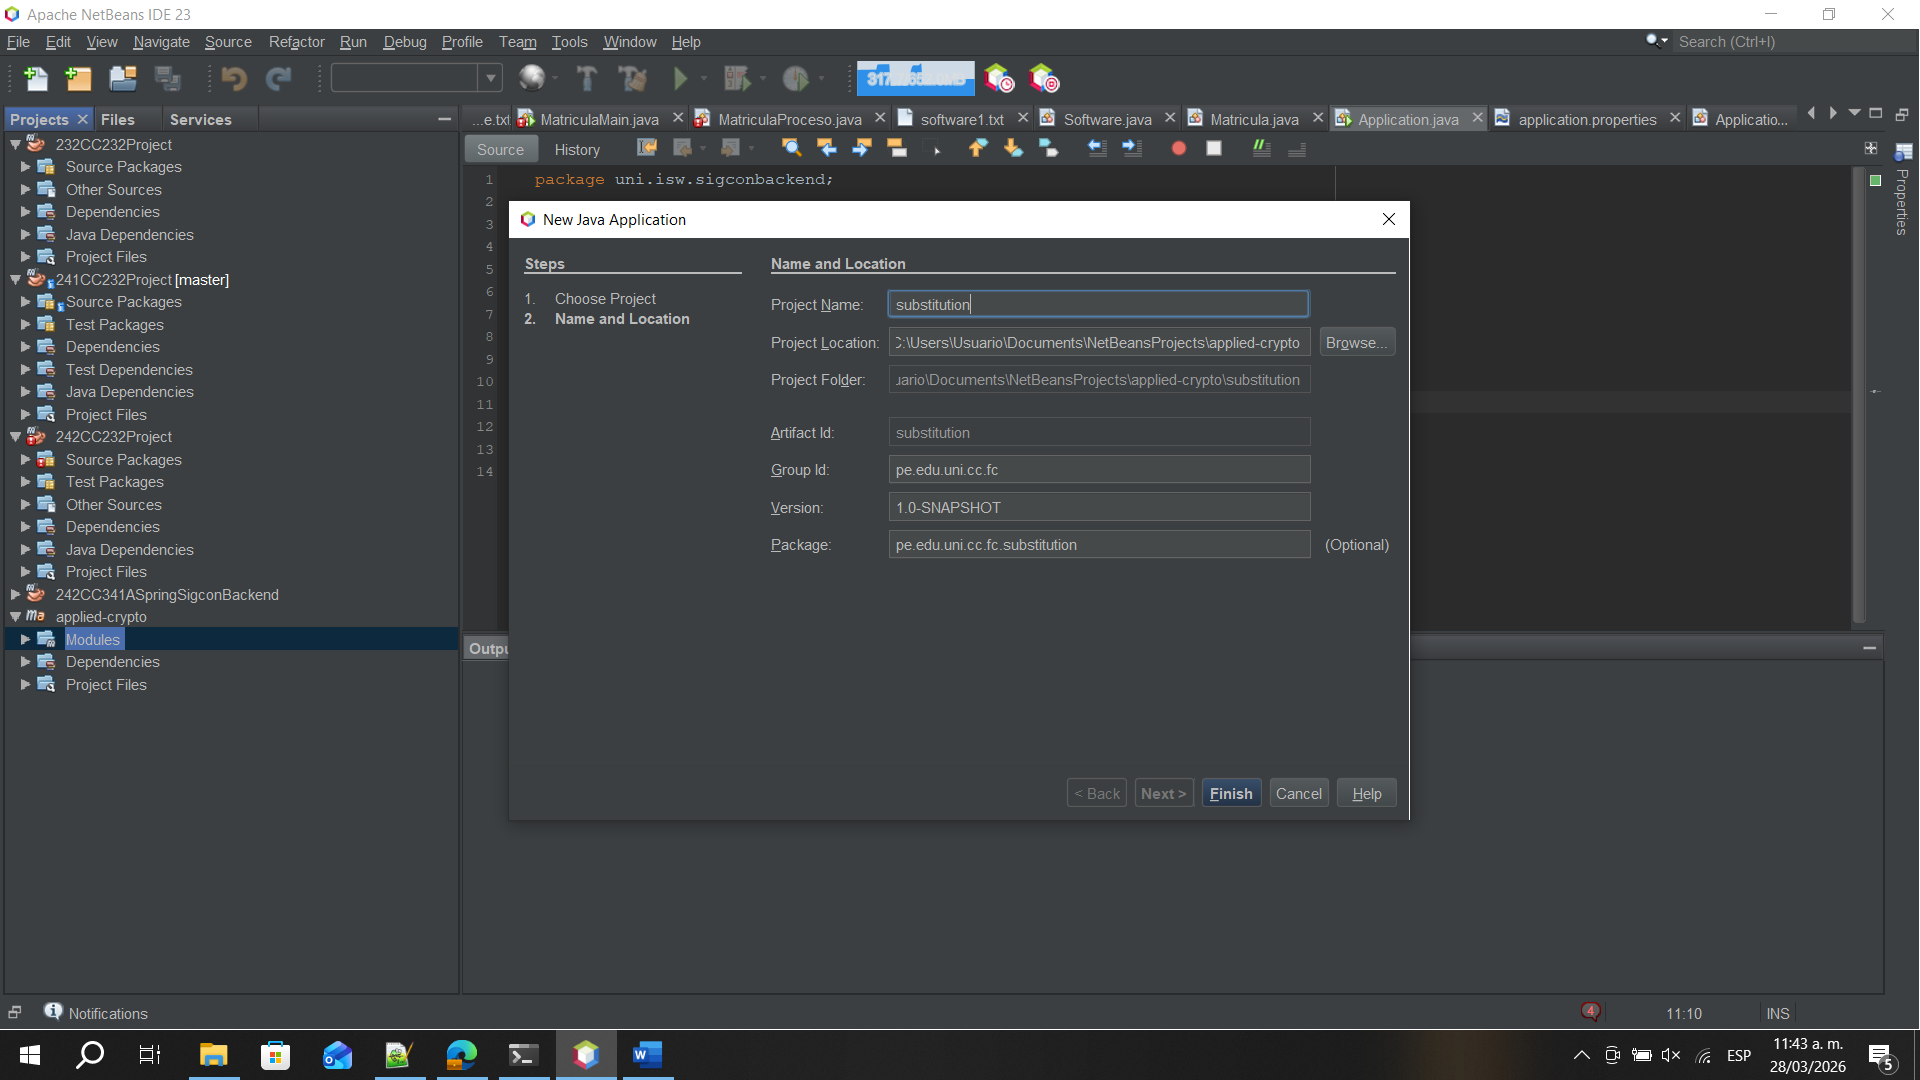 Apache NetBeans IDE 23
File Edit View Navigate Source Refactor Run Debug Profile Team Tools Window Help
Search (Ctrl+I)
Projects Files Services
...e.txt MatriculaMain.java MatriculaProceso.java software1.txt Software.java Matricula.java Application.java application.properties Applicatio...
Source History
232CC232Project
Source Packages
Other Sources
Dependencies
Java Dependencies
Project Files
241CC232Project [master]
Source Packages
Test Packages
Dependencies
Test Dependencies
Java Dependencies
Project Files
242CC232Project
Source Packages
Test Packages
Other Sources
Dependencies
Java Dependencies
Project Files
242CC341ASpringSigconBackend
applied-crypto
Modules
Dependencies
Project Files
1 package uni.isw.sigconbackend;
2
3
4
5
6
7
8
9
10
11
12
13
14
Properties
New Java Application
Steps
1. Choose Project
2. Name and Location
Name and Location
Project Name: substitution
Project Location: C:\Users\Usuario\Documents\NetBeansProjects\applied-crypto Browse...
Project Folder: uario\Documents\NetBeansProjects\applied-crypto\substitution
Artifact Id: substitution
Group Id: pe.edu.uni.cc.fc
Version: 1.0-SNAPSHOT
Package: pe.edu.uni.cc.fc.substitution (Optional)
< Back Next > Finish Cancel Help
Outpu
Notifications
4
11:10
INS
ESP
11:43 a. m.
28/03/2026
5